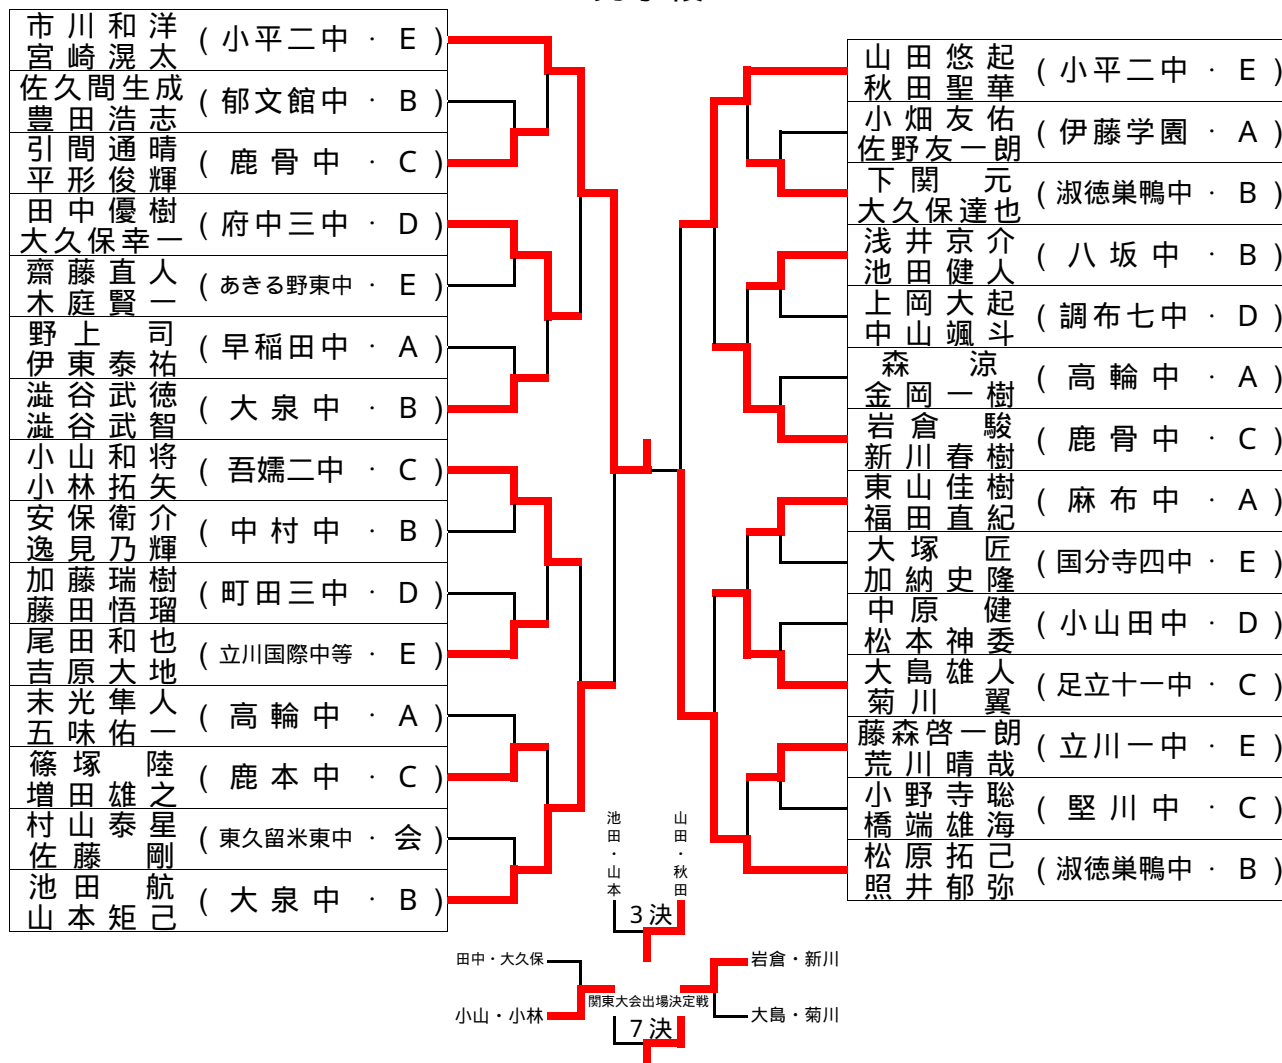 市川和洋
宮崎滉太 (小平二中・E)
佐久間生成
豊田浩志 (郁文館中・B)
引間通晴
平形俊輝 (鹿骨中・C)
田中優樹
大久保幸一 (府中三中・D)
齋藤直人
木庭賢一 (あきる野東中・E)
野上司
伊東泰祐 (早稲田中・A)
澁谷武徳
澁谷武智 (大泉中・B)
小山和将
小林拓矢 (吾嬬二中・C)
安保衛介
逸見乃輝 (中村中・B)
加藤瑞樹
藤田悟瑠 (町田三中・D)
尾田和也
吉原大地 (立川国際中等・E)
末光隼人
五味佑一 (高輪中・A)
篠塚陸
増田雄之 (鹿本中・C)
村山泰星
佐藤剛 (東久留米東中・会)
池田航
山本矩己 (大泉中・B)
山田悠起
秋田聖華 (小平二中・E)
小畑友佑
佐野友一朗 (伊藤学園・A)
下関元
大久保達也 (淑徳巣鴨中・B)
浅井京介
池田健人 (八坂中・B)
上岡大起
中山颯斗 (調布七中・D)
森涼
金岡一樹 (高輪中・A)
岩倉駿
新川春樹 (鹿骨中・C)
東山佳樹
福田直紀 (麻布中・A)
大塚匠
加納史隆 (国分寺四中・E)
中原健
松本神委 (小山田中・D)
大島雄人
菊川翼 (足立十一中・C)
藤森啓一朗
荒川晴哉 (立川一中・E)
小野寺聡
橋端雄海 (堅川中・C)
松原拓己
照井郁弥 (淑徳巣鴨中・B)
池田・山本
山田・秋田
3決
田中・大久保
岩倉・新川
関東大会出場決定戦
小山・小林
大島・菊川
7決